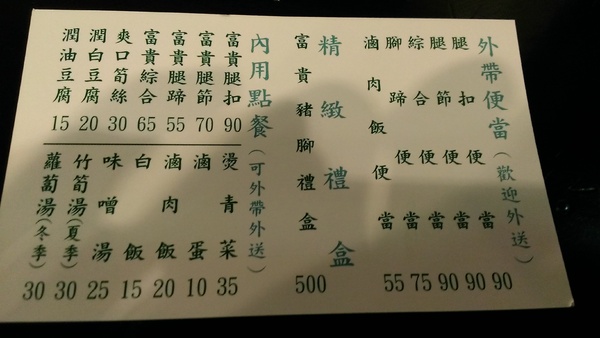 外帶便當(歡迎外送)
腿扣便當 90
腿節便當 90
綜合便當 90
腳蹄便當 75
滷肉飯便當 55
精緻禮盒
富貴豬腳禮盒 500
內用點餐(可外帶外送)
富貴腿扣 90
富貴腿節 70
富貴腿蹄 55
富貴綜合 65
爽口筍絲 30
潤白豆腐 20
潤油豆腐 15
燙青菜 35
滷蛋 10
滷肉飯 20
白飯 15
味噌湯 25
竹筍湯(夏季) 30
蘿蔔湯(冬季) 30